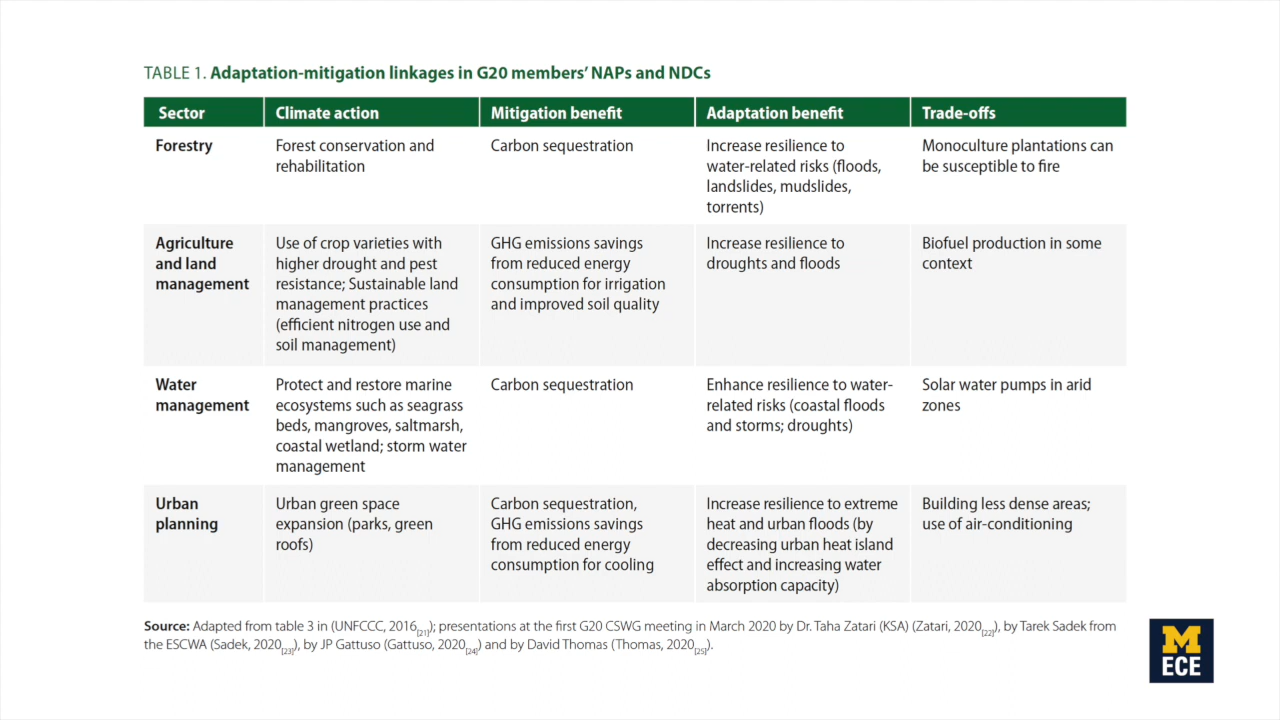 TABLE 1. Adaptation-mitigation linkages in G20 members' NAPs and NDCs
Sector
Climate action
Mitigation benefit
Adaptation benefit
Trade-offs
Forestry
Forest conservation and
rehabilitation
Carbon sequestration
Increase resilience to
water-related risks (floods,
landslides, mudslides,
torrents)
Monoculture plantations can
be susceptible to fire
Agriculture
and land
management
Use of crop varieties with
higher drought and pest
resistance; Sustainable land
management practices
(efficient nitrogen use and
soil management)
GHG emissions savings
from reduced energy
consumption for irrigation
and improved soil quality
Increase resilience to
droughts and floods
Biofuel production in some
context
Water
management
Protect and restore marine
ecosystems such as seagrass
beds, mangroves, saltmarsh,
coastal wetland; storm water
management
Carbon sequestration
Enhance resilience to water-
related risks (coastal floods
and storms; droughts)
Solar water pumps in arid
zones
Urban
planning
Urban green space
expansion (parks, green
roofs)
Carbon sequestration,
GHG emissions savings
from reduced energy
consumption for cooling
Increase resilience to extreme
heat and urban floods (by
decreasing urban heat island
effect and increasing water
absorption capacity)
Building less dense areas;
use of air-conditioning
Source: Adapted from table 3 in (UNFCCC, 2016[21]); presentations at the first G20 CSWG meeting in March 2020 by Dr. Taha Zatari (KSA) (Zatari, 2020[22]), by Tarek Sadek from
the ESCWA (Sadek, 2020[23]), by JP Gattuso (Gattuso, 2020[24]) and by David Thomas (Thomas, 2020[25]).
M
ECE